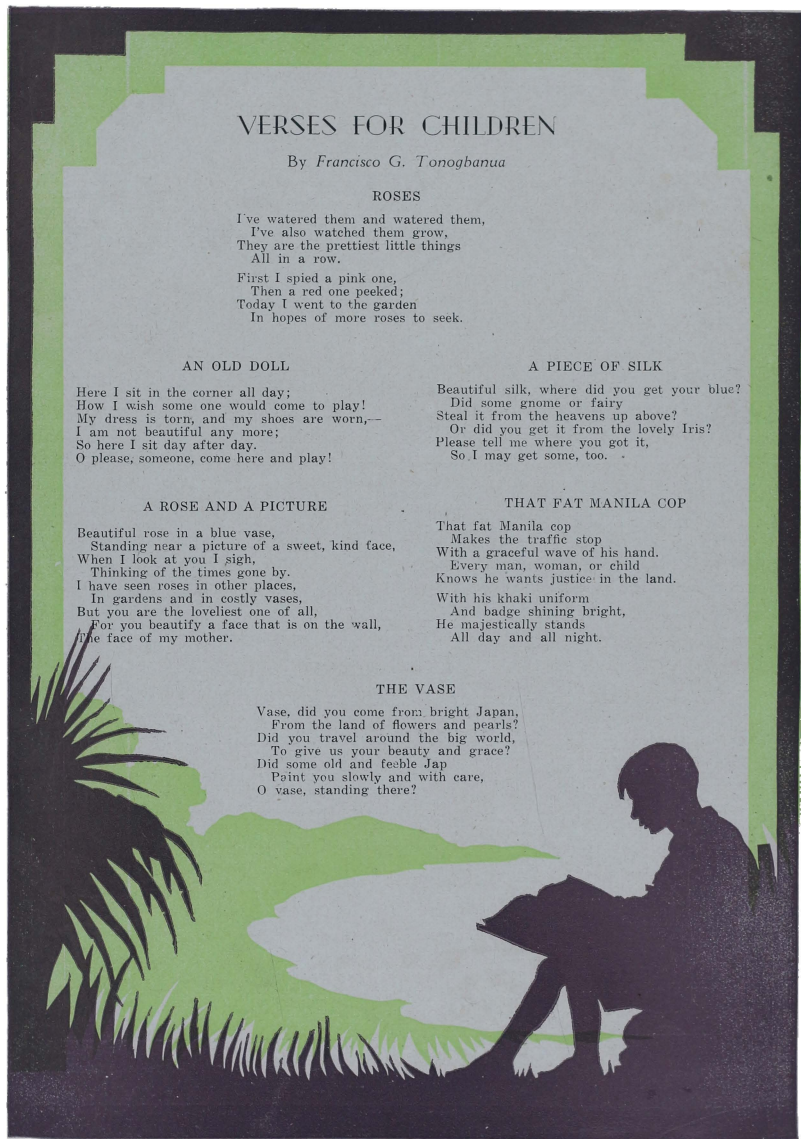 VERSES FOR CHILDREN
By Francisco G. Tonogbanua
ROSES
I've watered them and watered them,
I've also watched them grow,
They are the prettiest little things
All in a row.
First I spied a pink one,
Then a red one peeked;
Today I went to the garden
In hopes of more roses to seek.
AN OLD DOLL
Here I sit in the corner all day;
How I wish some one would come to play!
My dress is torn, and my shoes are worn,—
I am not beautiful any more;
So here I sit day after day.
O please, someone, come here and play!
A PIECE OF SILK
Beautiful silk, where did you get your blue?
Did some gnome or fairy
Steal it from the heavens up above?
Or did you get it from the lovely Iris?
Please tell me where you got it,
So I may get some, too.
A ROSE AND A PICTURE
Beautiful rose in a blue vase,
Standing near a picture of a sweet, kind face,
When I look at you I sigh,
Thinking of the times gone by.
I have seen roses in other places,
In gardens and in costly vases,
But you are the loveliest one of all,
For you beautify a face that is on the wall,
The face of my mother.
THAT FAT MANILA COP
That fat Manila cop
Makes the traffic stop
With a graceful wave of his hand.
Every man, woman, or child
Knows he wants justice in the land.
With his khaki uniform
And badge shining bright,
He majestically stands
All day and all night.
THE VASE
Vase, did you come from bright Japan,
From the land of flowers and pearls?
Did you travel around the big world,
To give us your beauty and grace?
Did some old and feeble Jap
Paint you slowly and with care,
O vase, standing there?